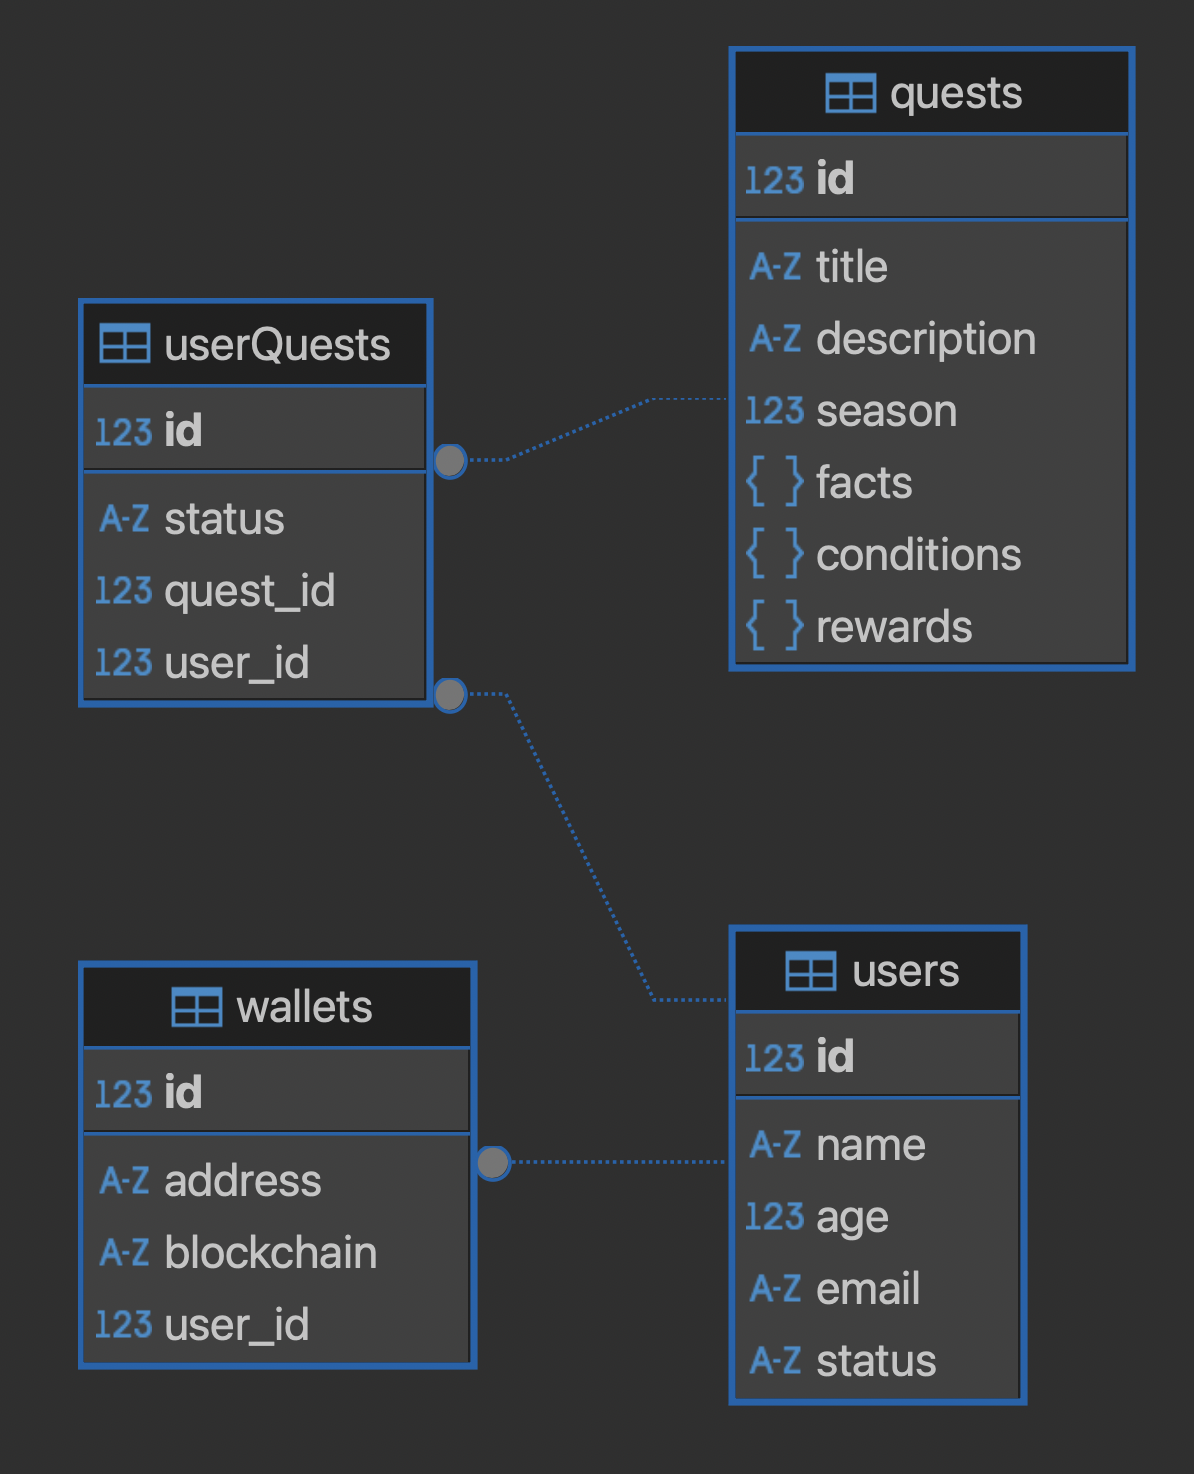 quests
123 id
A-Z title
A-Z description
123 season
{ } facts
{ } conditions
{ } rewards
userQuests
123 id
A-Z status
123 quest_id
123 user_id
wallets
123 id
A-Z address
A-Z blockchain
123 user_id
users
123 id
A-Z name
123 age
A-Z email
A-Z status